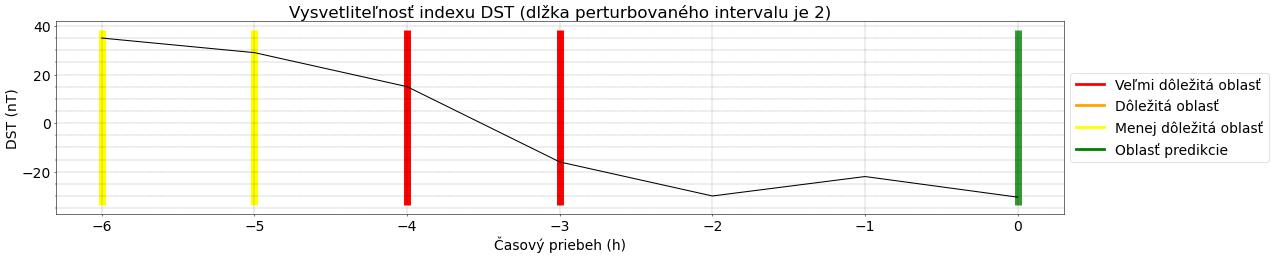 Vysvetliteľnosť indexu DST (dĺžka perturbovaného intervalu je 2)
40
20
0
−20
DST (nT)
−6 −5 −4 −3 −2 −1 0
Časový priebeh (h)
Veľmi dôležitá oblasť
Dôležitá oblasť
Menej dôležitá oblasť
Oblasť predikcie